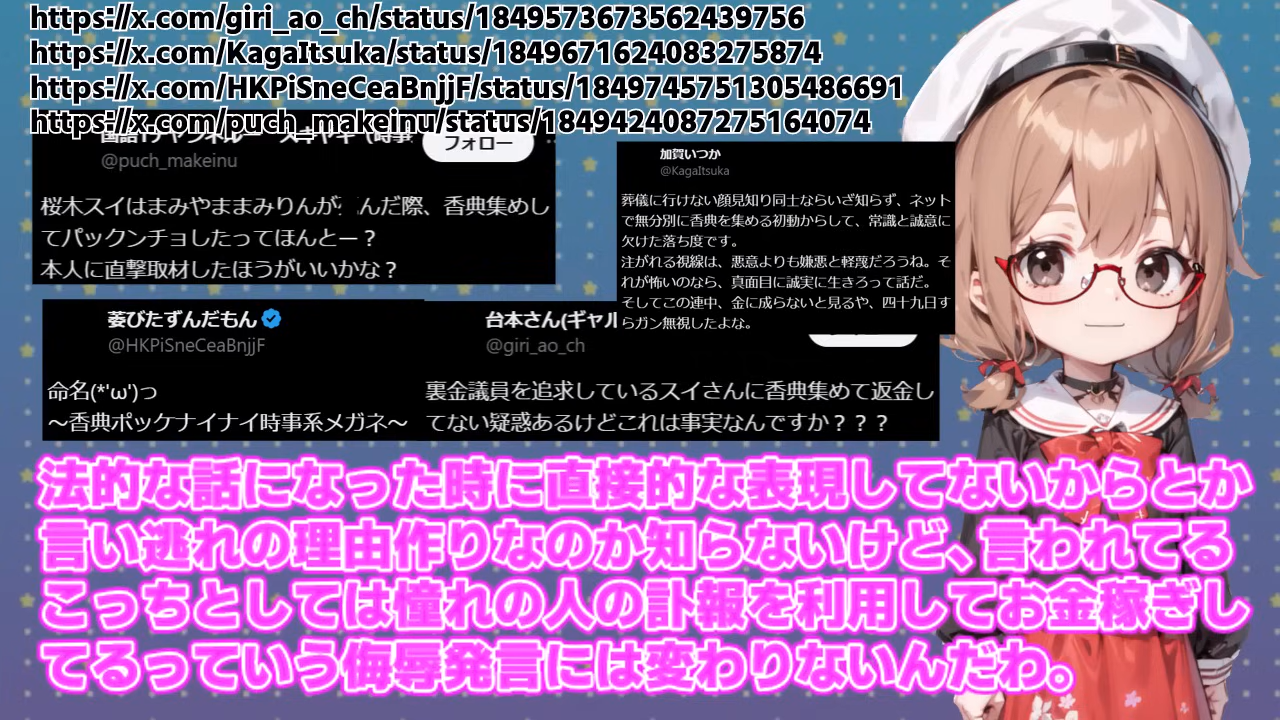 https://x.com/giri_ao_ch/status/1849573673562439756
https://x.com/KagaItsuka/status/1849671624083275874
https://x.com/HKPiSneCeaBnjjF/status/1849745751305486691
https://x.com/puch_makeinu/status/1849424087275164074
フォロー
@puch_makeinu
桜木スイはまみやままみりんが んだ際、香典集めし
てパックンチョしたってほんとー？
本人に直撃取材したほうがいいかな？
加賀いつか
@KagaItsuka
葬儀に行けない顔見知り同士ならいざ知らず、ネット
で無分別に香典を集める初動からして、常識と誠意に
欠けた落ち度です。
注がれる視線は、悪意よりも嫌悪と軽蔑だろうね。そ
れが怖いのなら、真面目に誠実に生きろって話だ。
そしてこの連中、金に成らないと見るや、四十九日す
らガン無視したよな。
萎びたずんだもん
@HKPiSneCeaBnjjF
命名(*'ω')っ
～香典ポッケナイナイ時事系メガネ～
台本さん(ギャル
@giri_ao_ch
裏金議員を追求しているスイさんに香典集めて返金し
てない疑惑あるけどこれは事実なんですか？？？
法的な話になった時に直接的な表現してないからとか
言い逃れの理由作りなのか知らないけど、言われてる
こっちとしては憧れの人の訃報を利用してお金稼ぎし
てるっていう侮辱発言には変わりないんだわ。